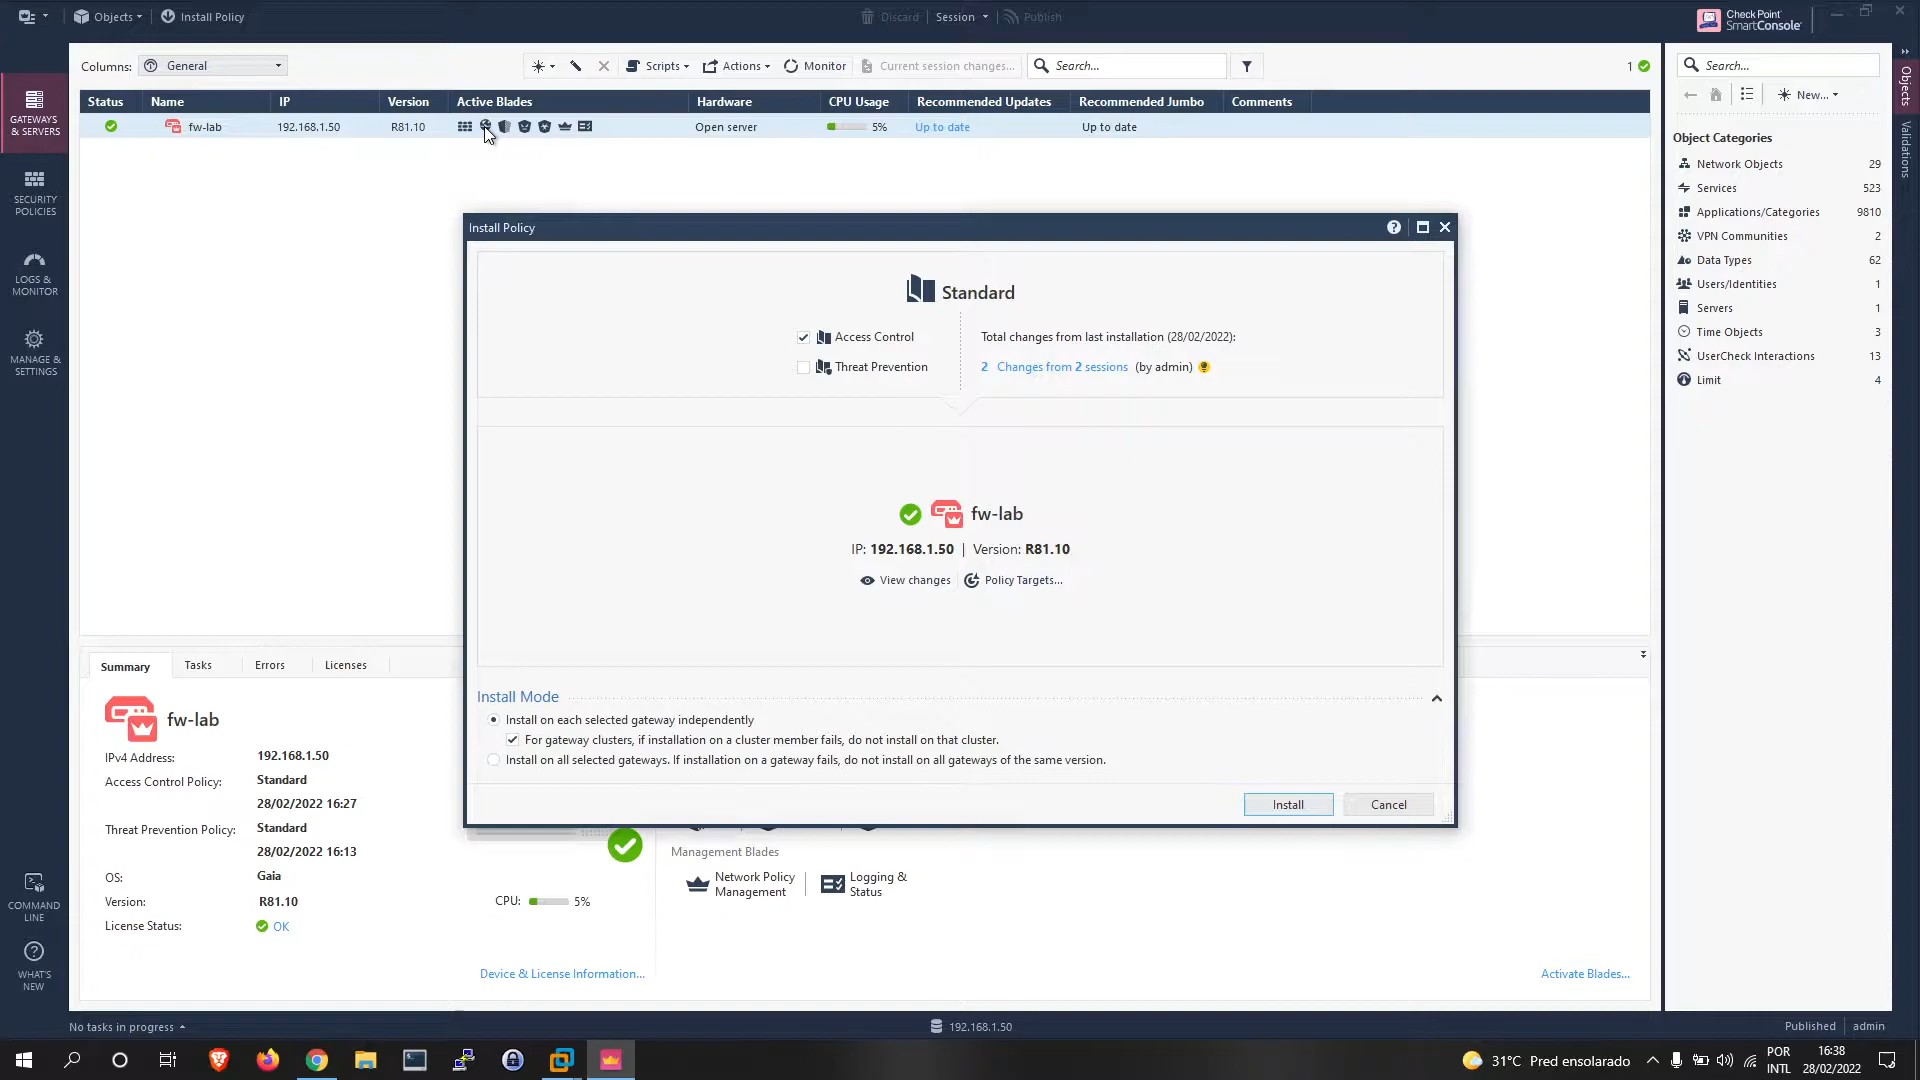 Objects
Install Policy
Discard
Session
Publish
Check Point
SmartConsole
GATEWAYS
& SERVERS
SECURITY
POLICIES
LOGS &
MONITOR
MANAGE &
SETTINGS
COMMAND
LINE
WHAT'S
NEW
Columns:
General
Scripts
Actions
Monitor
Current session changes...
Search...
1
Status
Name
IP
Version
Active Blades
Hardware
CPU Usage
Recommended Updates
Recommended Jumbo
Comments
fw-lab
192.168.1.50
R81.10
Open server
5%
Up to date
Up to date
Install Policy
Standard
Access Control
Threat Prevention
Total changes from last installation (28/02/2022):
2 Changes from 2 sessions (by admin)
fw-lab
IP: 192.168.1.50 | Version: R81.10
View changes
Policy Targets...
Install Mode
Install on each selected gateway independently
For gateway clusters, if installation on a cluster member fails, do not install on that cluster.
Install on all selected gateways. If installation on a gateway fails, do not install on all gateways of the same version.
Install
Cancel
Summary
Tasks
Errors
Licenses
fw-lab
IPv4 Address: 192.168.1.50
Access Control Policy: Standard
28/02/2022 16:27
Threat Prevention Policy: Standard
28/02/2022 16:13
OS: Gaia
Version: R81.10
License Status: OK
CPU: 5%
Device & License Information...
Management Blades
Network Policy
Management
Logging &
Status
Activate Blades...
Search...
New...
Object Categories
Network Objects 29
Services 523
Applications/Categories 9810
VPN Communities 2
Data Types 62
Users/Identities 1
Servers 1
Time Objects 3
UserCheck Interactions 13
Limit 4
Objects
Validations
No tasks in progress
192.168.1.50
Published
admin
31°C Pred ensolarado
POR
INTL
16:38
28/02/2022